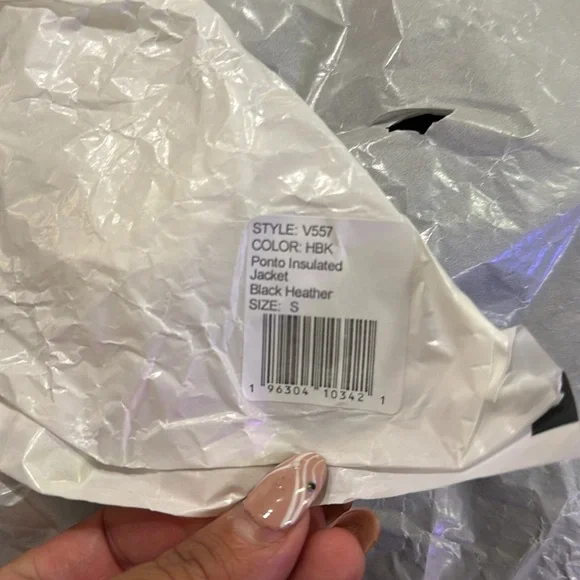 STYLE: V557
COLOR: HBK
Ponto Insulated
Jacket
Black Heather
SIZE: S
1 96304 10342 1